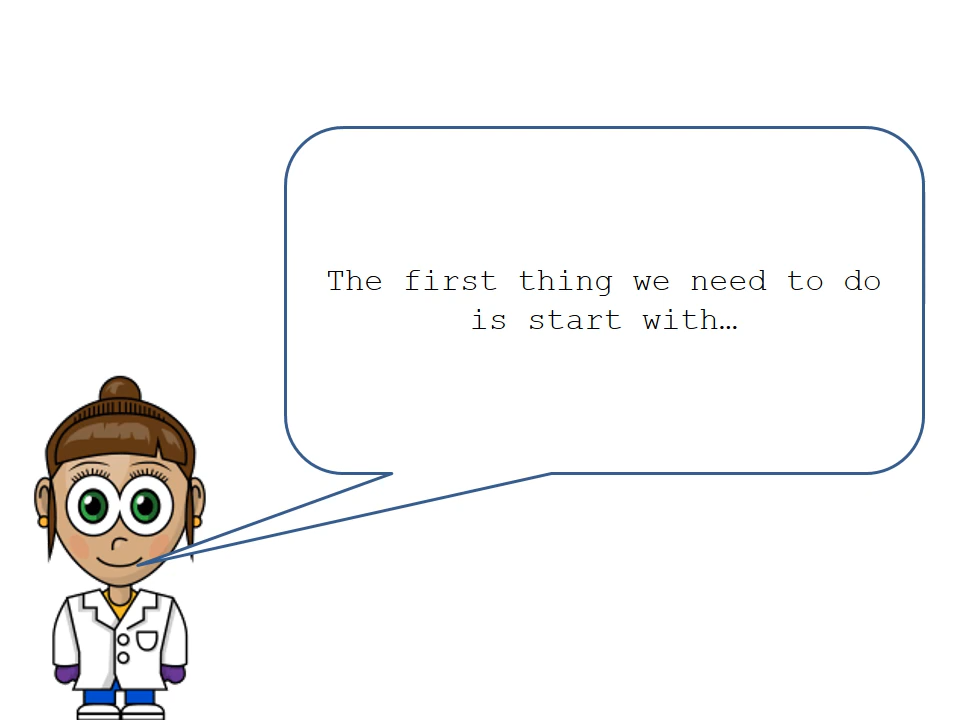 The first thing we need to do
is start with…